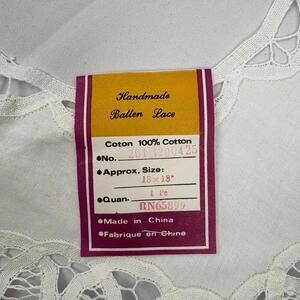 Handmade
Batten Lace
Coton 100% Cotton
●No.
●Approx. Size:
18×18"
●Quan. 1 Pc
RN65899
●Made in China
●Fabriqué en Chine